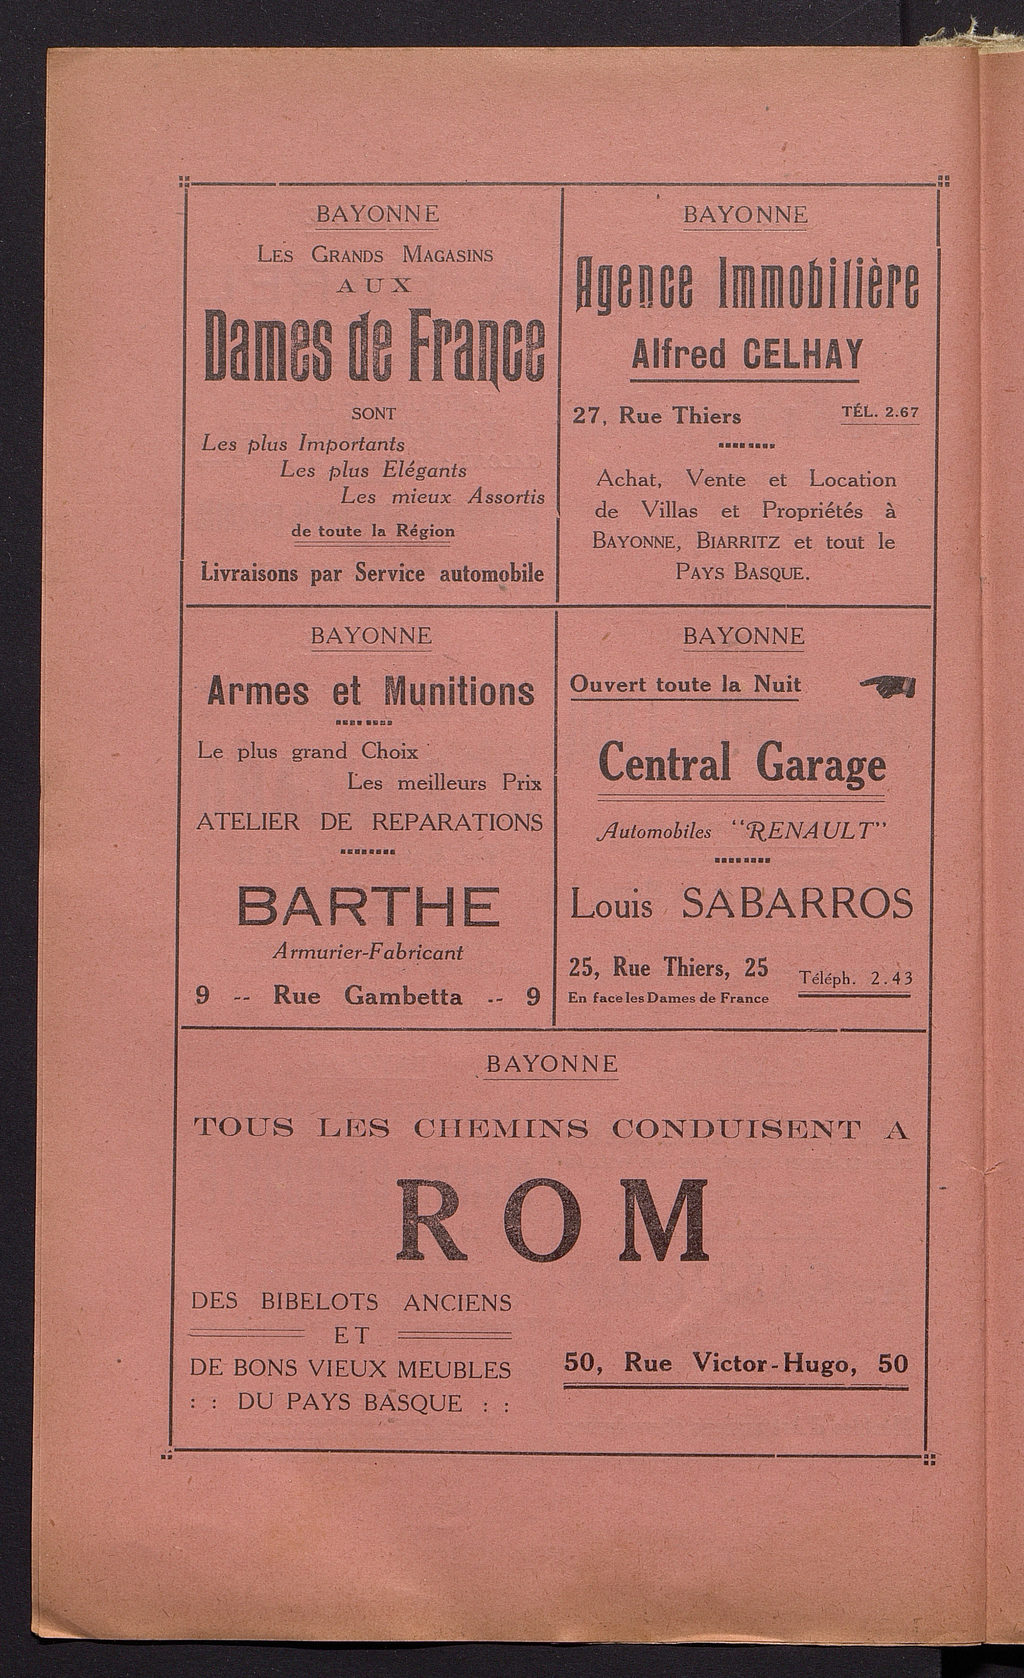 BAYONNE
LES GRANDS MAGASINS
AUX
Dames de France
SONT
Les plus Importants
Les plus Elégants
Les mieux Assortis
de toute la Région
Livraisons par Service automobile
BAYONNE
Agence Immobilière
Alfred CELHAY
27, Rue Thiers TÉL. 2.67
Achat, Vente et Location
de Villas et Propriétés à
BAYONNE, BIARRITZ et tout le
PAYS BASQUE.
BAYONNE
Armes et Munitions
Le plus grand Choix
Les meilleurs Prix
ATELIER DE REPARATIONS
BARTHE
Armurier-Fabricant
9 -- Rue Gambetta -- 9
BAYONNE
Ouvert toute la Nuit
Central Garage
Automobiles "RENAULT"
Louis SABARROS
25, Rue Thiers, 25 Téléph. 2.43
En face les Dames de France
BAYONNE
TOUS LES CHEMINS CONDUISENT A
ROM
DES BIBELOTS ANCIENS
ET
DE BONS VIEUX MEUBLES
: : DU PAYS BASQUE : :
50, Rue Victor-Hugo, 50